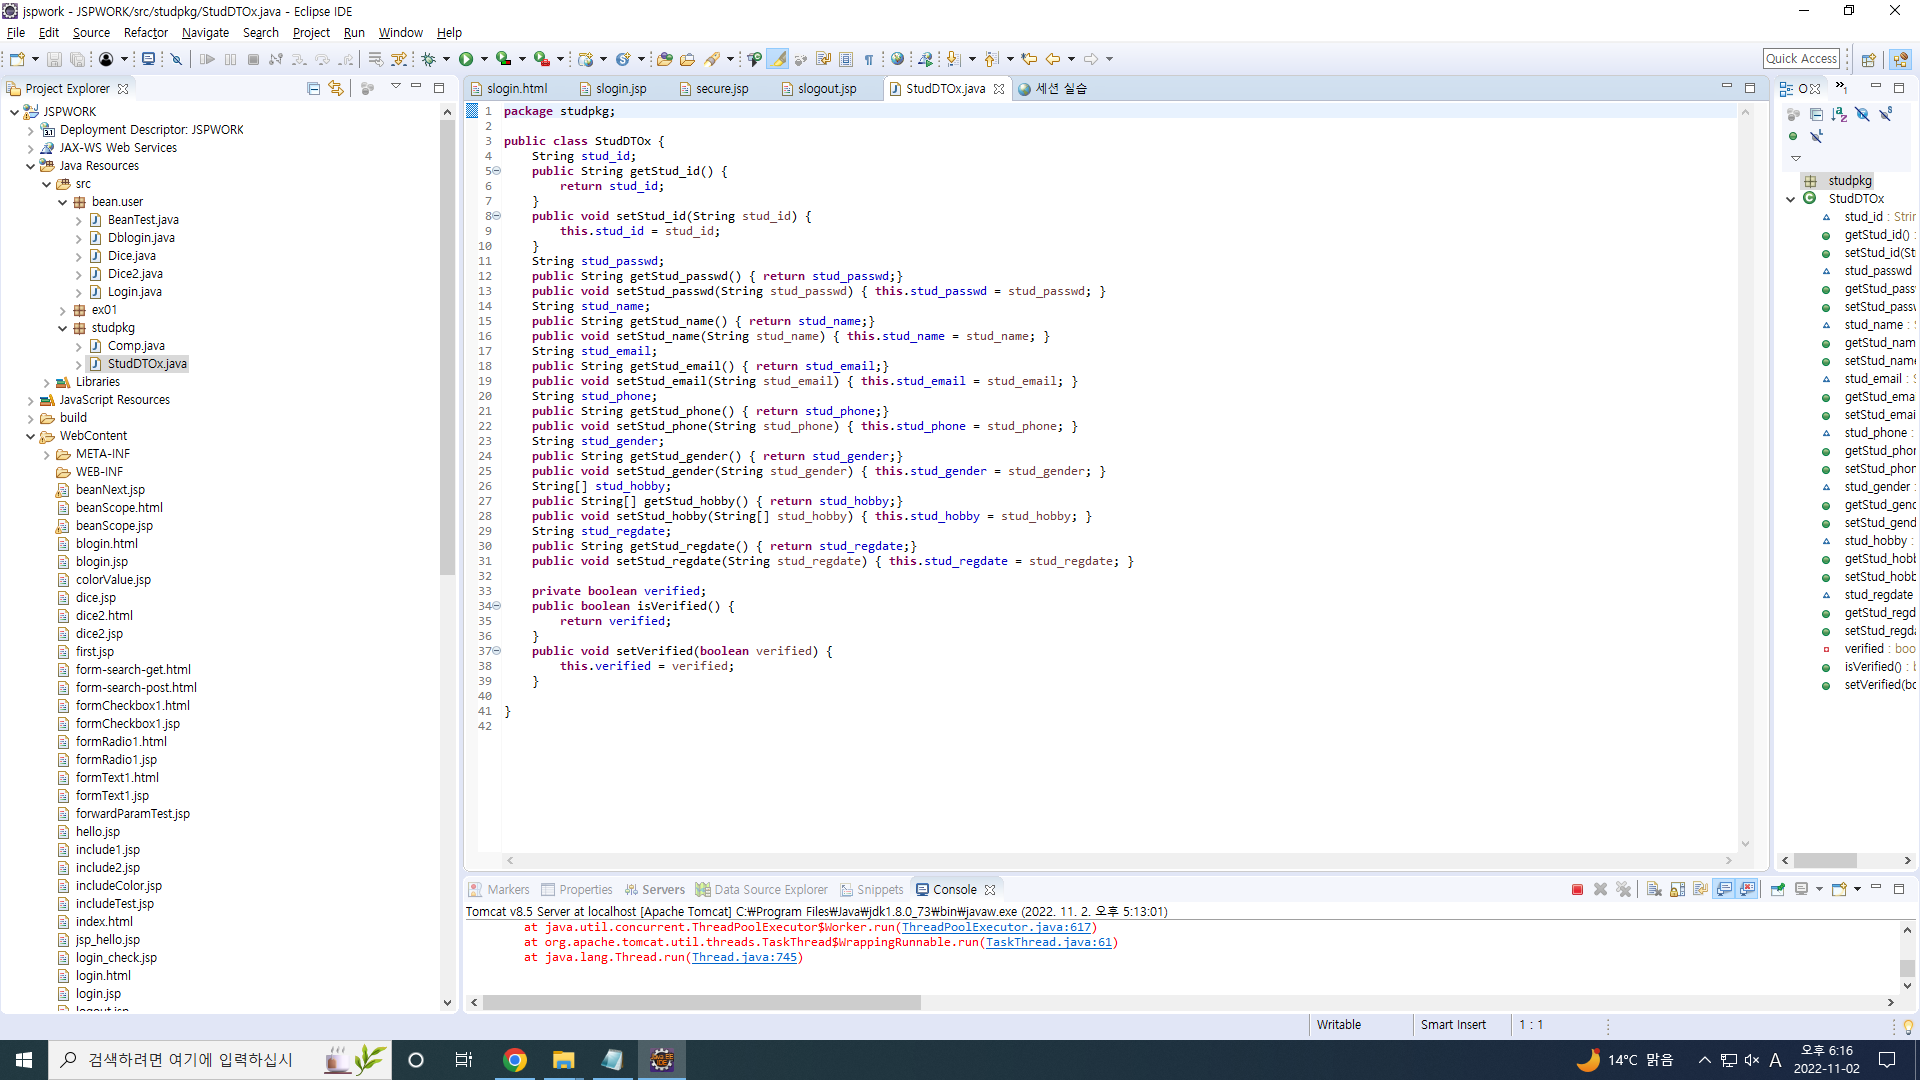 jspwork - JSPWORK/src/studpkg/StudDTOx.java - Eclipse IDE
File Edit Source Refactor Navigate Search Project Run Window Help
Quick Access
Project Explorer
JSPWORK
Deployment Descriptor: JSPWORK
JAX-WS Web Services
Java Resources
src
bean.user
BeanTest.java
Dblogin.java
Dice.java
Dice2.java
Login.java
ex01
studpkg
Comp.java
StudDTOx.java
Libraries
JavaScript Resources
build
WebContent
META-INF
WEB-INF
beanNext.jsp
beanScope.html
beanScope.jsp
blogin.html
blogin.jsp
colorValue.jsp
dice.jsp
dice2.html
dice2.jsp
first.jsp
form-search-get.html
form-search-post.html
formCheckbox1.html
formCheckbox1.jsp
formRadio1.html
formRadio1.jsp
formText1.html
formText1.jsp
forwardParamTest.jsp
hello.jsp
include1.jsp
include2.jsp
includeColor.jsp
includeTest.jsp
index.html
jsp_hello.jsp
login_check.jsp
login.html
login.jsp
logout.jsp
slogin.html slogin.jsp secure.jsp slogout.jsp StudDTOx.java 세션 실습
1 package studpkg;
2
3 public class StudDTOx {
4 String stud_id;
5 public String getStud_id() {
6 return stud_id;
7 }
8 public void setStud_id(String stud_id) {
9 this.stud_id = stud_id;
10 }
11 String stud_passwd;
12 public String getStud_passwd() { return stud_passwd;}
13 public void setStud_passwd(String stud_passwd) { this.stud_passwd = stud_passwd; }
14 String stud_name;
15 public String getStud_name() { return stud_name;}
16 public void setStud_name(String stud_name) { this.stud_name = stud_name; }
17 String stud_email;
18 public String getStud_email() { return stud_email;}
19 public void setStud_email(String stud_email) { this.stud_email = stud_email; }
20 String stud_phone;
21 public String getStud_phone() { return stud_phone;}
22 public void setStud_phone(String stud_phone) { this.stud_phone = stud_phone; }
23 String stud_gender;
24 public String getStud_gender() { return stud_gender;}
25 public void setStud_gender(String stud_gender) { this.stud_gender = stud_gender; }
26 String[] stud_hobby;
27 public String[] getStud_hobby() { return stud_hobby;}
28 public void setStud_hobby(String[] stud_hobby) { this.stud_hobby = stud_hobby; }
29 String stud_regdate;
30 public String getStud_regdate() { return stud_regdate;}
31 public void setStud_regdate(String stud_regdate) { this.stud_regdate = stud_regdate; }
32
33 private boolean verified;
34 public boolean isVerified() {
35 return verified;
36 }
37 public void setVerified(boolean verified) {
38 this.verified = verified;
39 }
40
41 }
42
O
studpkg
StudDTOx
stud_id : Strin
getStud_id() :
setStud_id(St
stud_passwd
getStud_pass
setStud_passw
stud_name : S
getStud_nam
setStud_name
stud_email : S
getStud_ema
setStud_emai
stud_phone :
getStud_phon
setStud_phon
stud_gender :
getStud_genc
setStud_gend
stud_hobby :
getStud_hobb
setStud_hobb
stud_regdate
getStud_regd
setStud_regda
verified : boo
isVerified() : b
setVerified(bo
Markers Properties Servers Data Source Explorer Snippets Console
Tomcat v8.5 Server at localhost [Apache Tomcat] C:₩Program Files₩Java₩jdk1.8.0_73₩bin₩javaw.exe (2022. 11. 2. 오후 5:13:01)
at java.util.concurrent.ThreadPoolExecutor$Worker.run(ThreadPoolExecutor.java:617)
at org.apache.tomcat.util.threads.TaskThread$WrappingRunnable.run(TaskThread.java:61)
at java.lang.Thread.run(Thread.java:745)
Writable Smart Insert 1 : 1
검색하려면 여기에 입력하십시
14°C 맑음
A
오후 6:16
2022-11-02